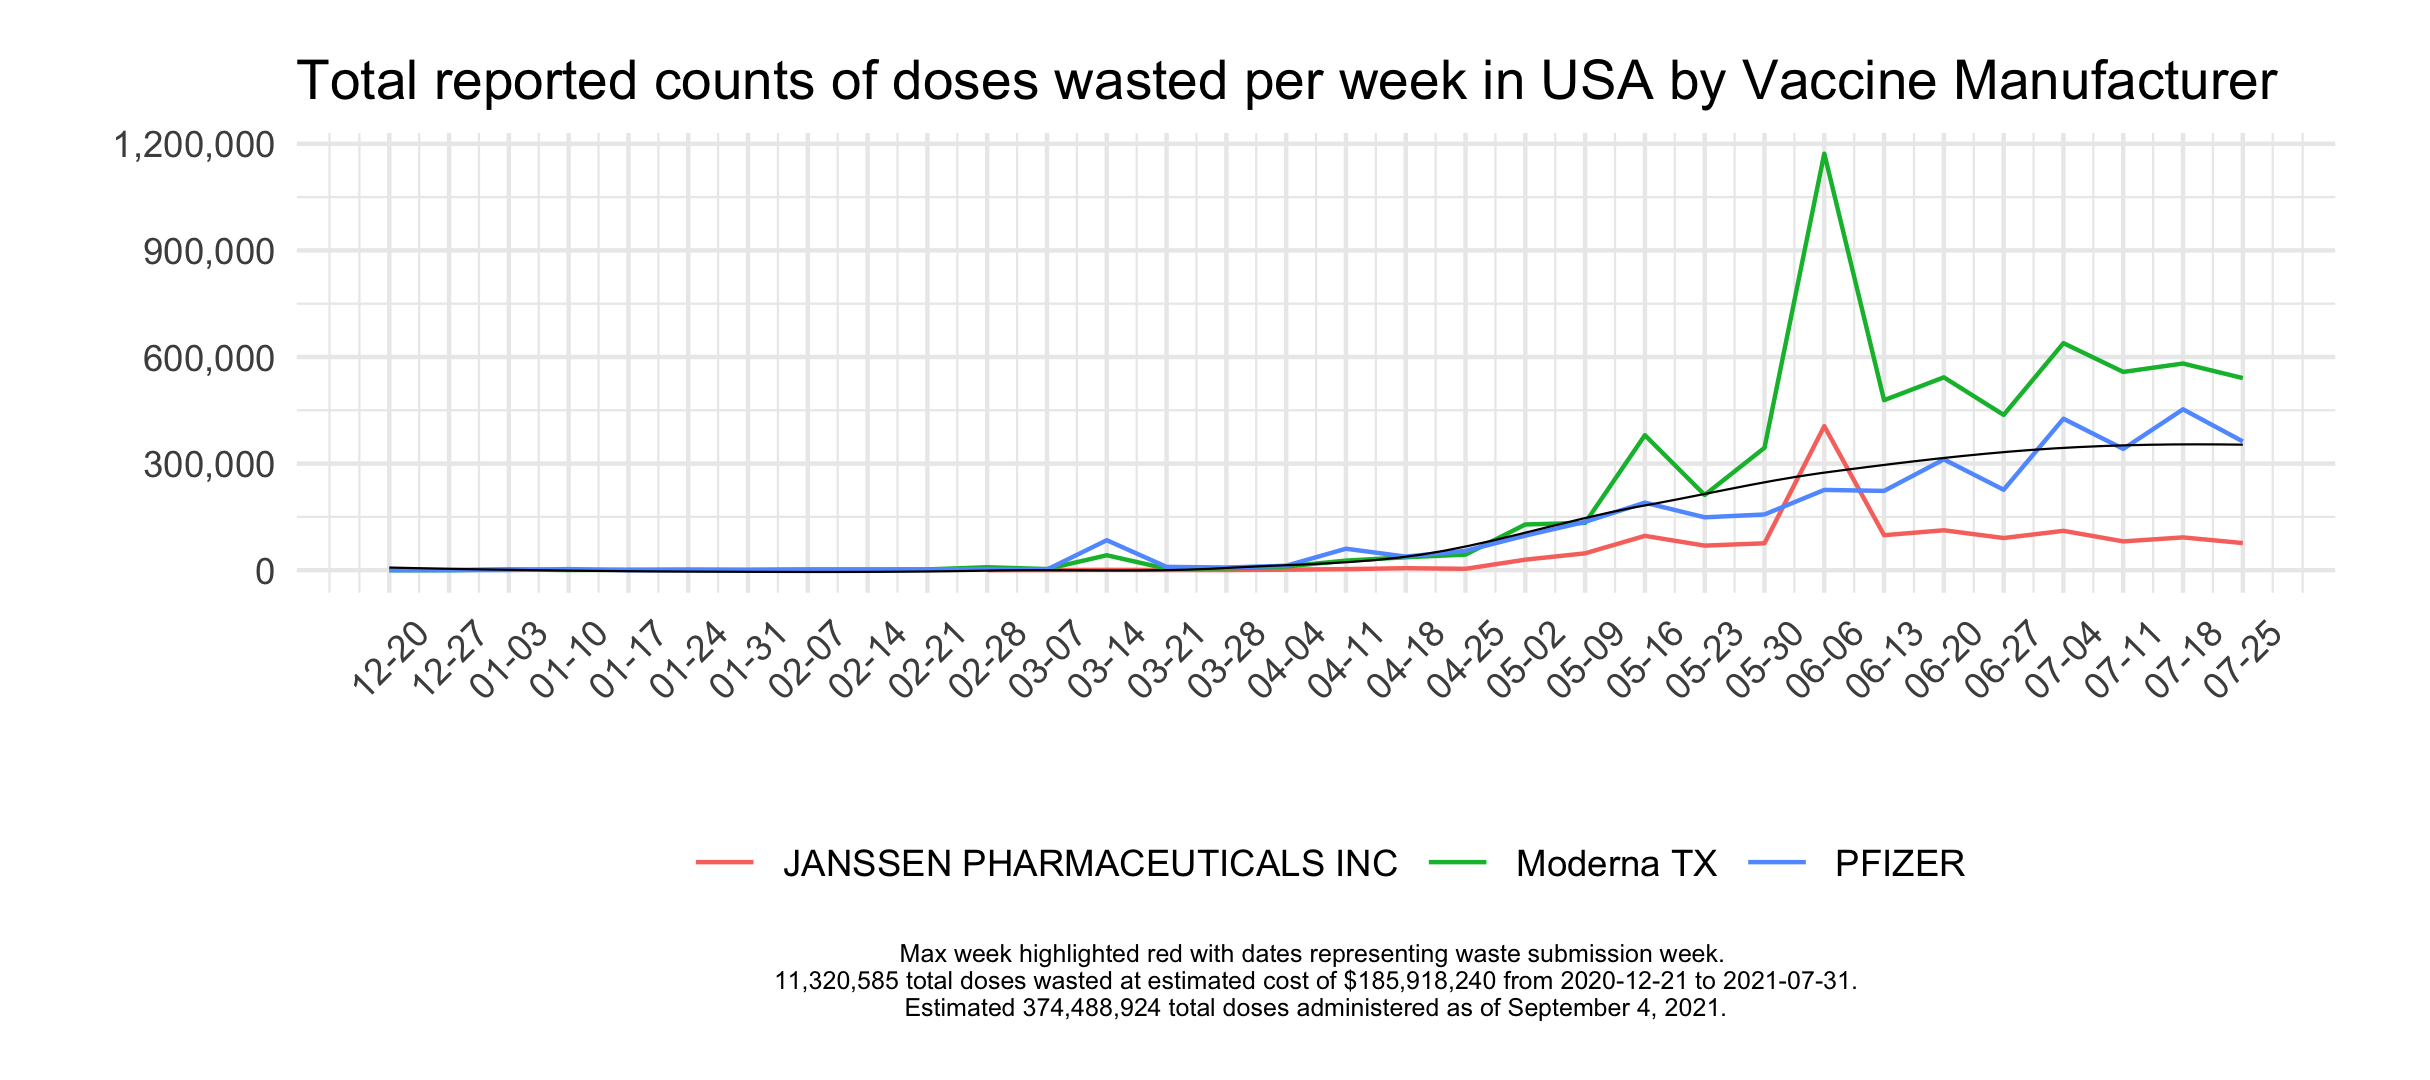 Total reported counts of doses wasted per week in USA by Vaccine Manufacturer
1,200,000
900,000
600,000
300,000
0
12-20 12-27 01-03 01-10 01-17 01-24 01-31 02-07 02-14 02-21 02-28 03-07 03-14 03-21 03-28 04-04 04-11 04-18 04-25 05-02 05-09 05-16 05-23 05-30 06-06 06-13 06-20 06-27 07-04 07-11 07-18 07-25
JANSSEN PHARMACEUTICALS INC Moderna TX PFIZER
Max week highlighted red with dates representing waste submission week.
11,320,585 total doses wasted at estimated cost of $185,918,240 from 2020-12-21 to 2021-07-31.
Estimated 374,488,924 total doses administered as of September 4, 2021.